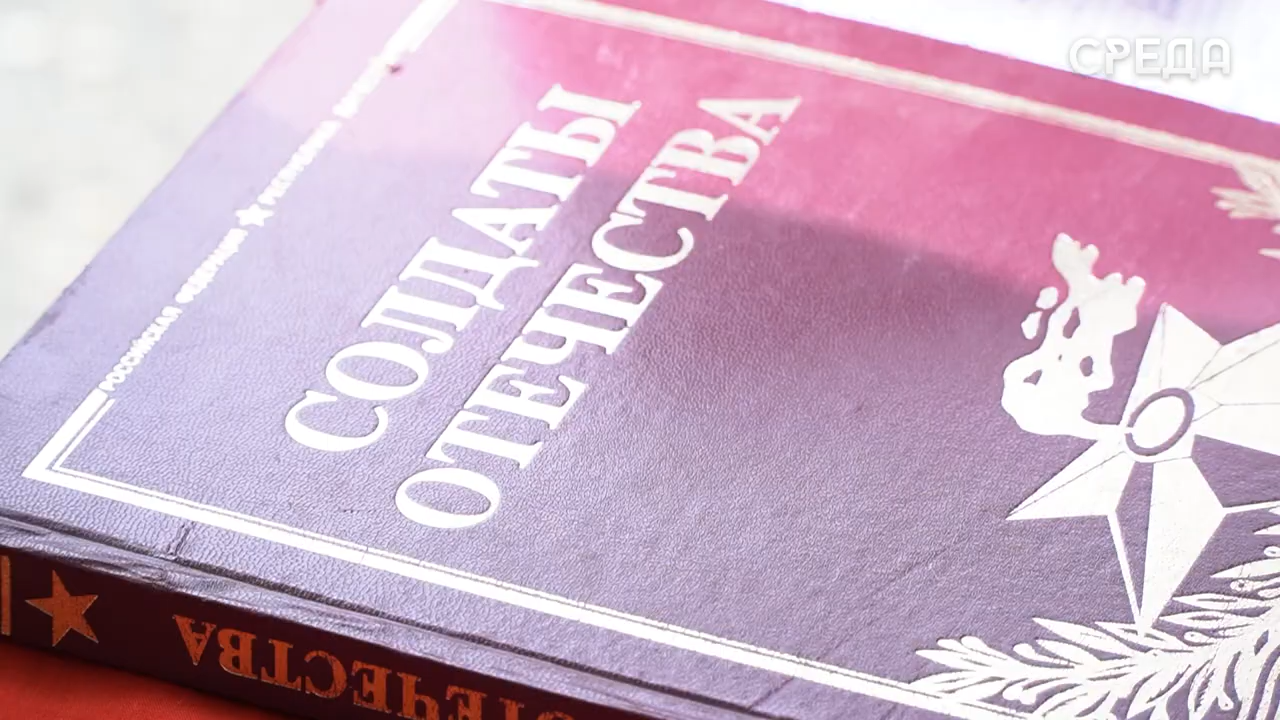 СРЕДА
РОССИЙСКАЯ ФЕДЕРАЦИЯ ★ РЕСПУБЛИКА
СОЛДАТЫ
ОТЕЧЕСТВА
ОТЕЧЕСТВА